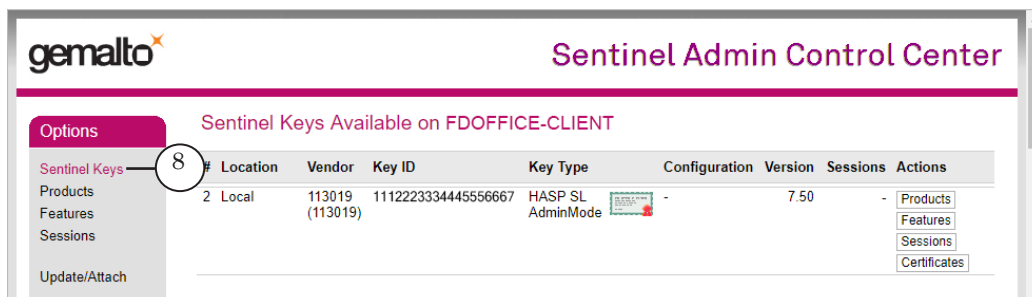 gemalto
Sentinel Admin Control Center
Options
Sentinel Keys
Products
Features
Sessions
Update/Attach
8
Sentinel Keys Available on FDOFFICE-CLIENT
# Location Vendor Key ID Key Type Configuration Version Sessions Actions
2 Local 113019 1112223334445556667 HASP SL - 7.50 - Products
(113019) AdminMode
Features
Sessions
Certificates